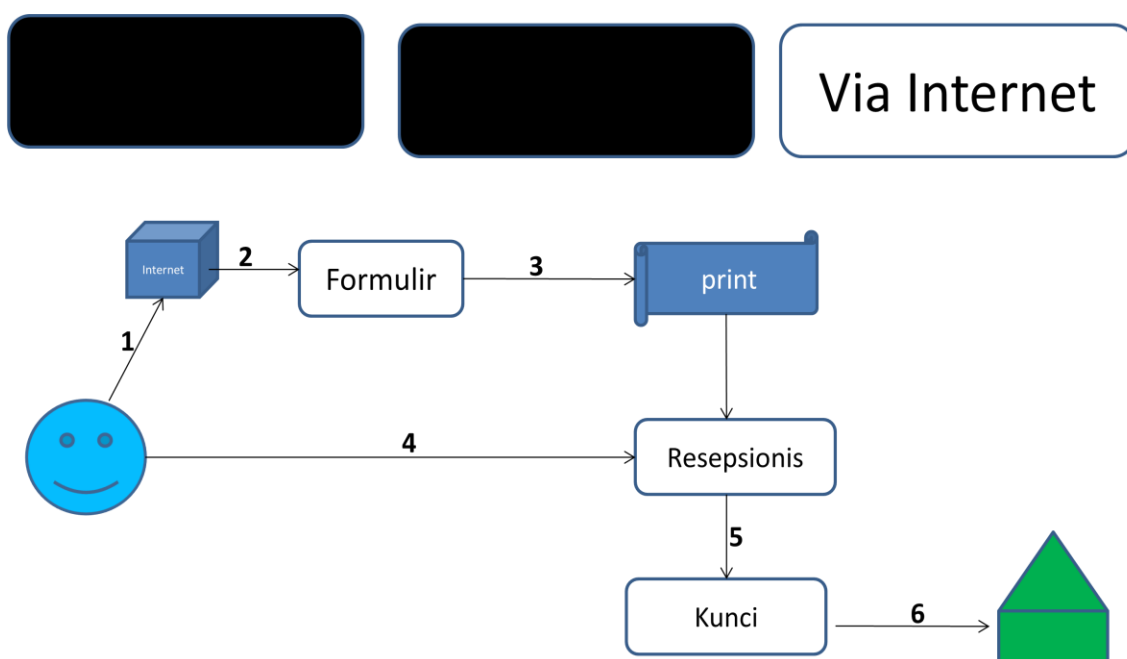 Via Internet
Internet
2
Formulir
3
print
1
4
Resepsionis
5
Kunci
6